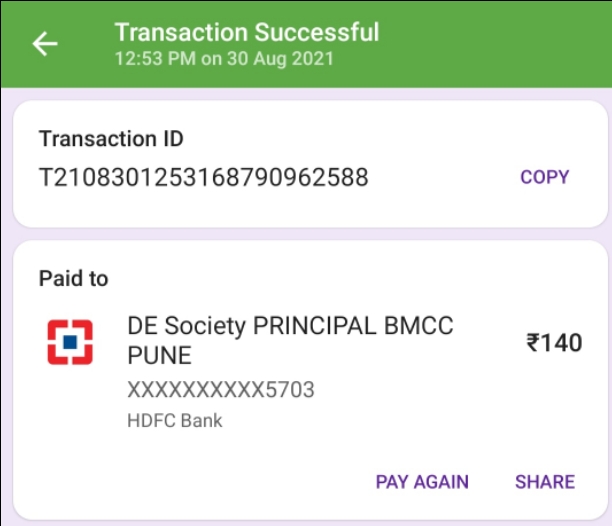 Transaction Successful
12:53 PM on 30 Aug 2021
Transaction ID
T2108301253168790962588
COPY
Paid to
DE Society PRINCIPAL BMCC
PUNE
₹140
XXXXXXXXXX5703
HDFC Bank
PAY AGAIN
SHARE